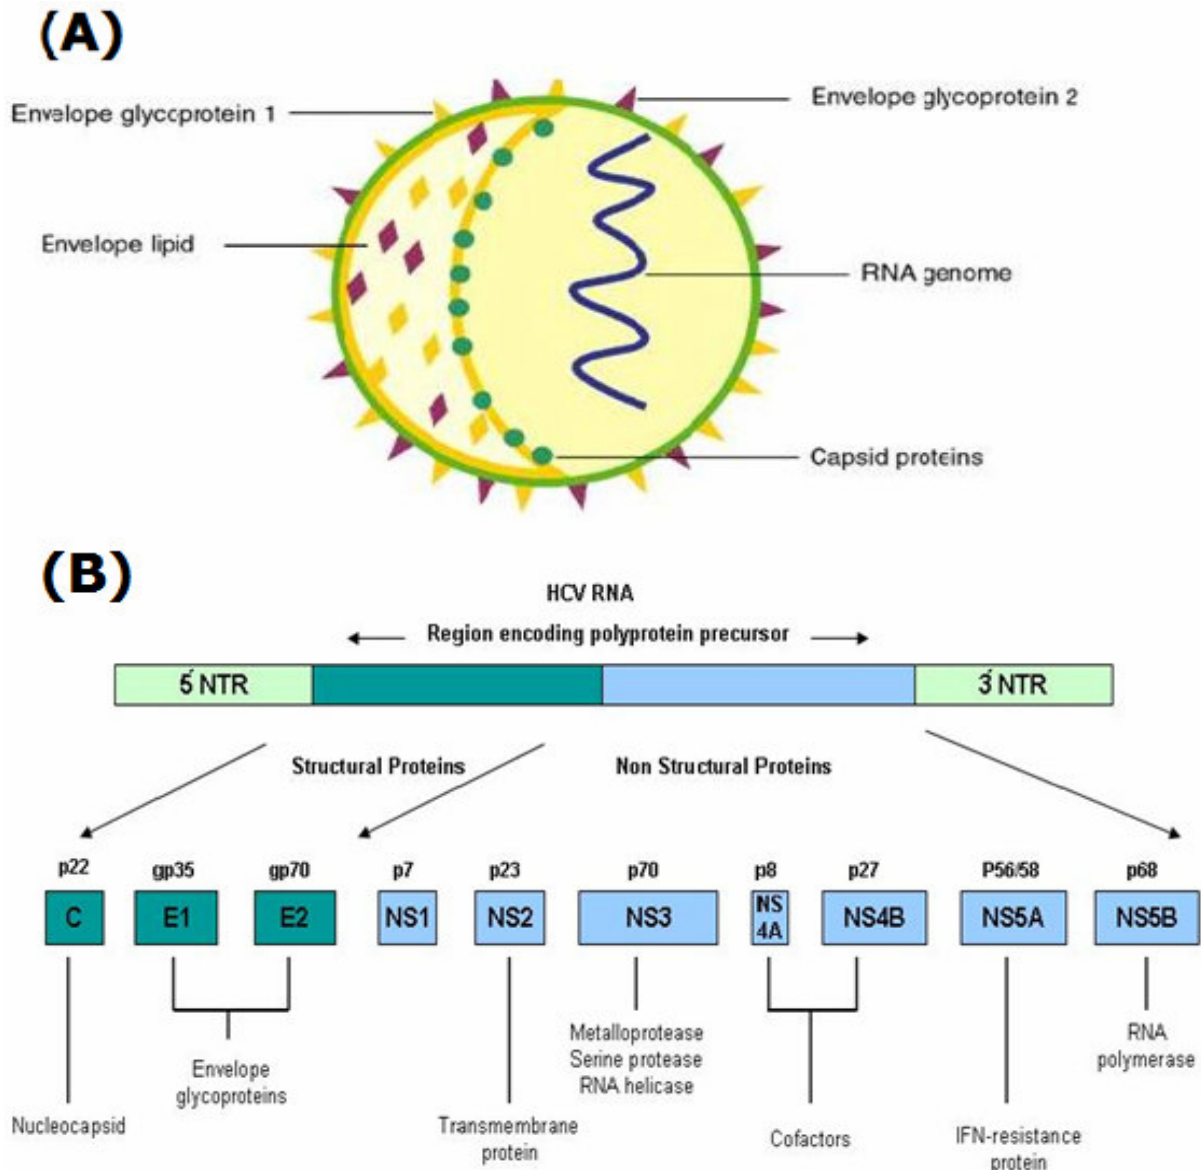 (A)
Envelope glyccprotein 1
Envelope glycoprotein 2
Envelope lipid
RNA genome
Capsid proteins
(B)
HCV RNA
Region encoding polyprotein precursor
5́ NTR
3́ NTR
Structural Proteins
Non Structural Proteins
p22 gp35 gp70 p7 p23 p70 p8 p27 P56/58 p68
C E1 E2 NS1 NS2 NS3 NS NS4B NS5A NS5B
4A
Metalloprotease
Serine protease
RNA helicase
RNA
polymerase
Envelope
glycoproteins
Nucleocapsid
Transmembrane
protein
Cofactors
IFN-resistance
protein